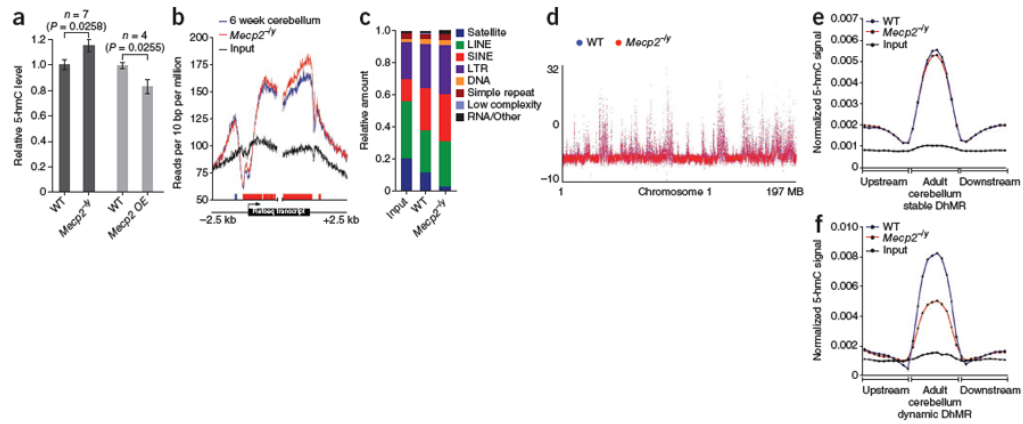 a
n = 7
(P = 0.0258)
n = 4
(P = 0.0255)
Relative 5-hmC level
1.2
1.0
0.8
0.6
0.4
0.2
0
WT
Mecp2–/y
WT
Mecp2 OE
b
6 week cerebellum
Mecp2–/y
Input
Reads per 10 bp per million
200
175
150
125
100
75
50
Refseq transcript
–2.5 kb
+2.5 kb
c
Relative amount
1.0
0.8
0.6
0.4
0.2
0
Input
WT
Mecp2–/y
Satellite
LINE
SINE
LTR
DNA
Simple repeat
Low complexity
RNA/Other
d
WT
Mecp2–/y
32
0
–10
1
Chromosome 1
197 MB
e
WT
Mecp2–/y
Input
Normalized 5-hmC signal
0.007
0.006
0.005
0.004
0.003
0.002
0.001
0
Upstream
Adult
Downstream
cerebellum
stable DhMR
f
WT
Mecp2–/y
Input
Normalized 5-hmC signal
0.010
0.008
0.006
0.004
0.002
0
Upstream
Adult
Downstream
cerebellum
dynamic DhMR